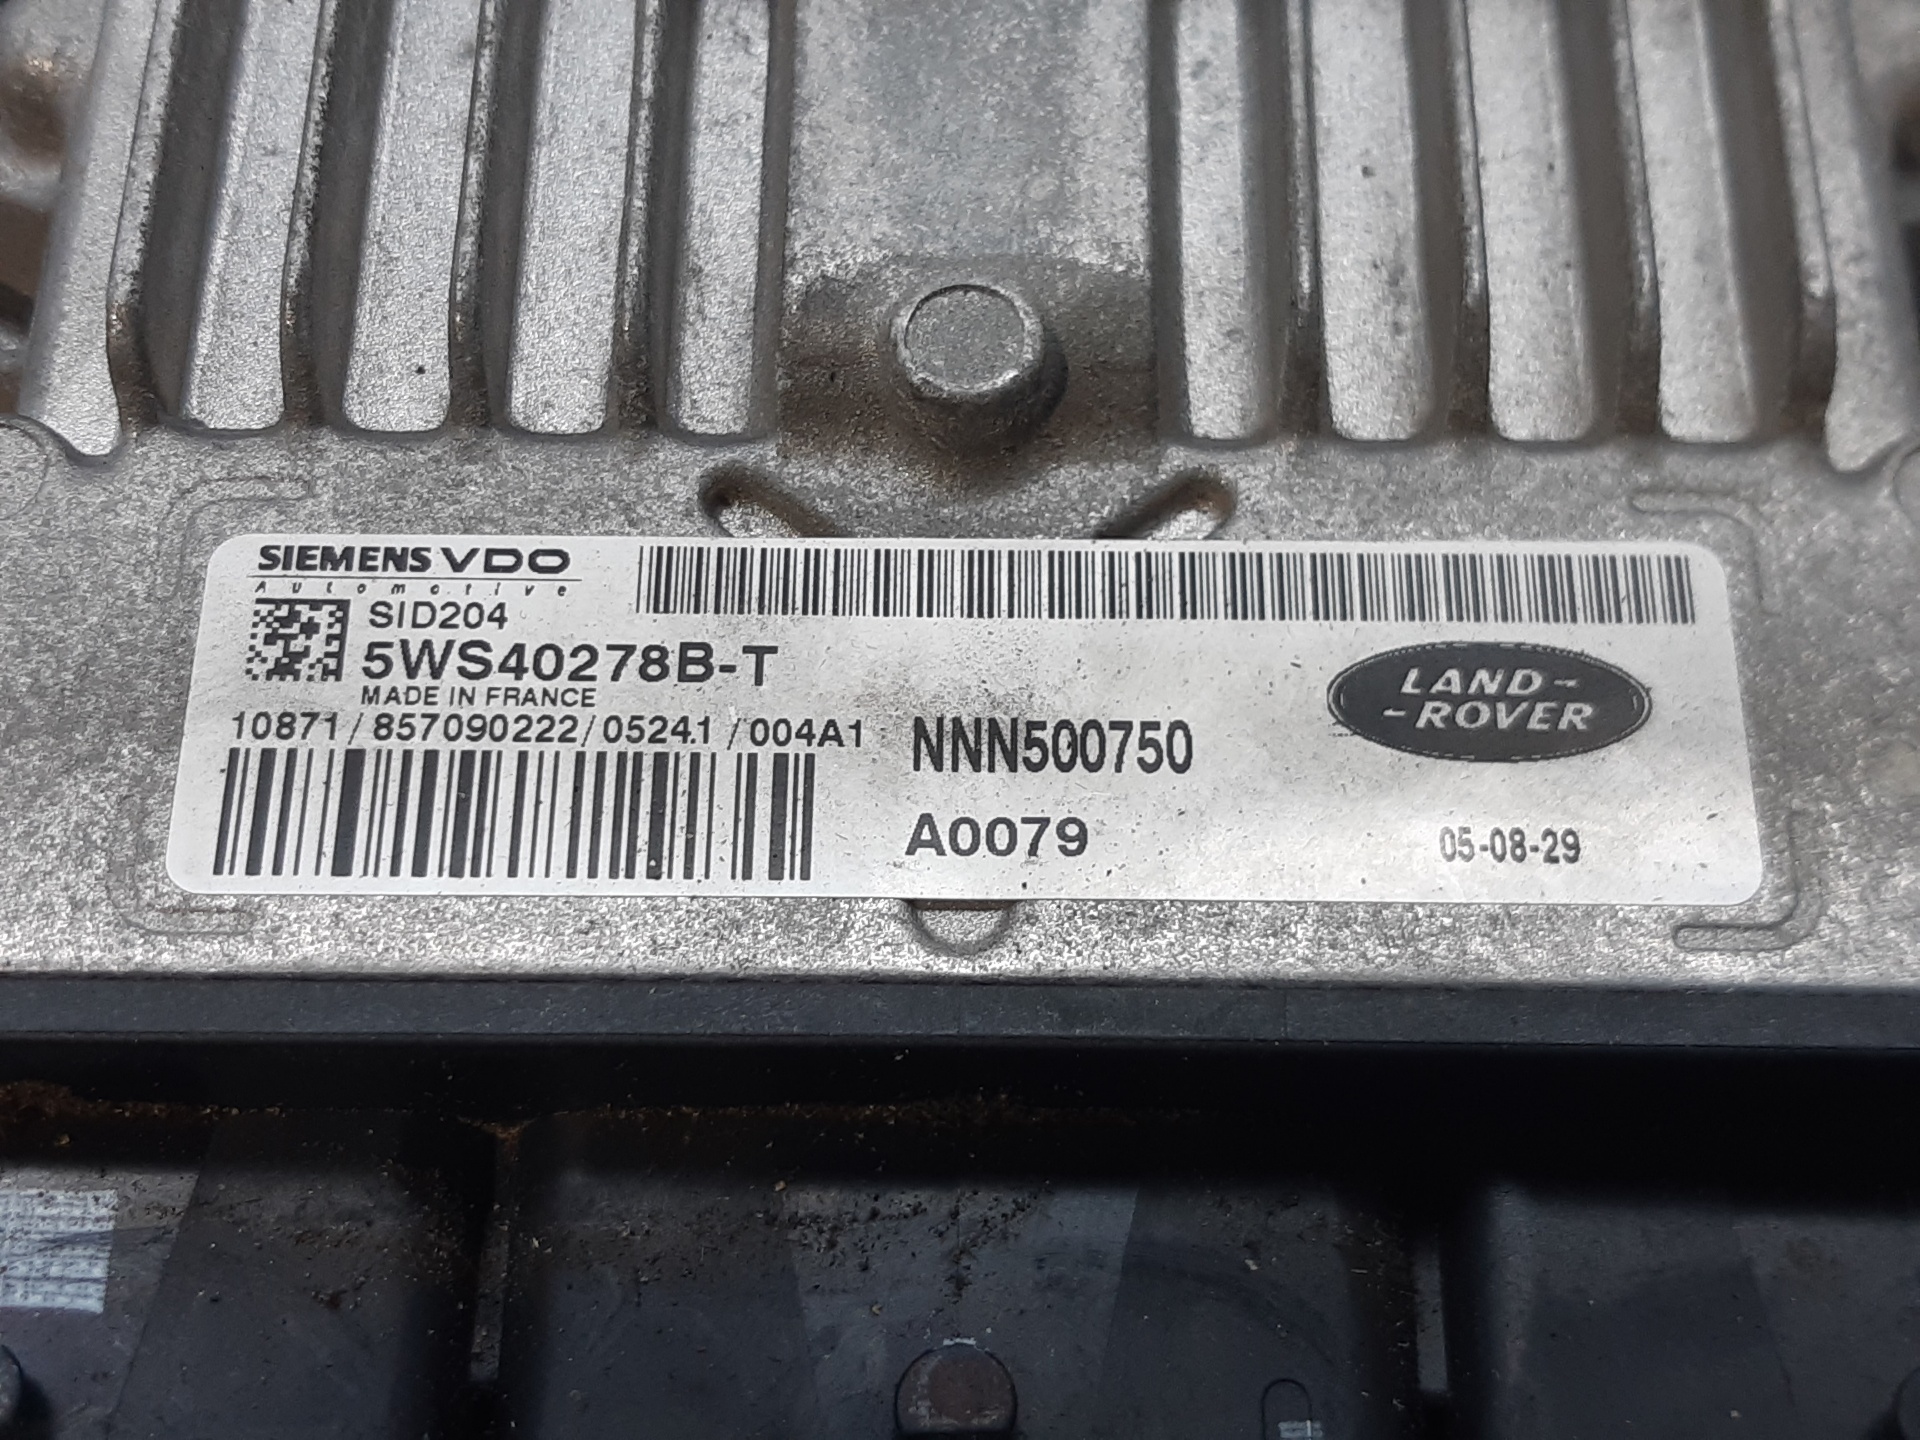 SIEMENS VDO
Automotive
SID204
5WS40278B-T
MADE IN FRANCE
10871/857090222/0524.1/004A1
NNN500750
A0079
LAND-
-ROVER
05-08-29